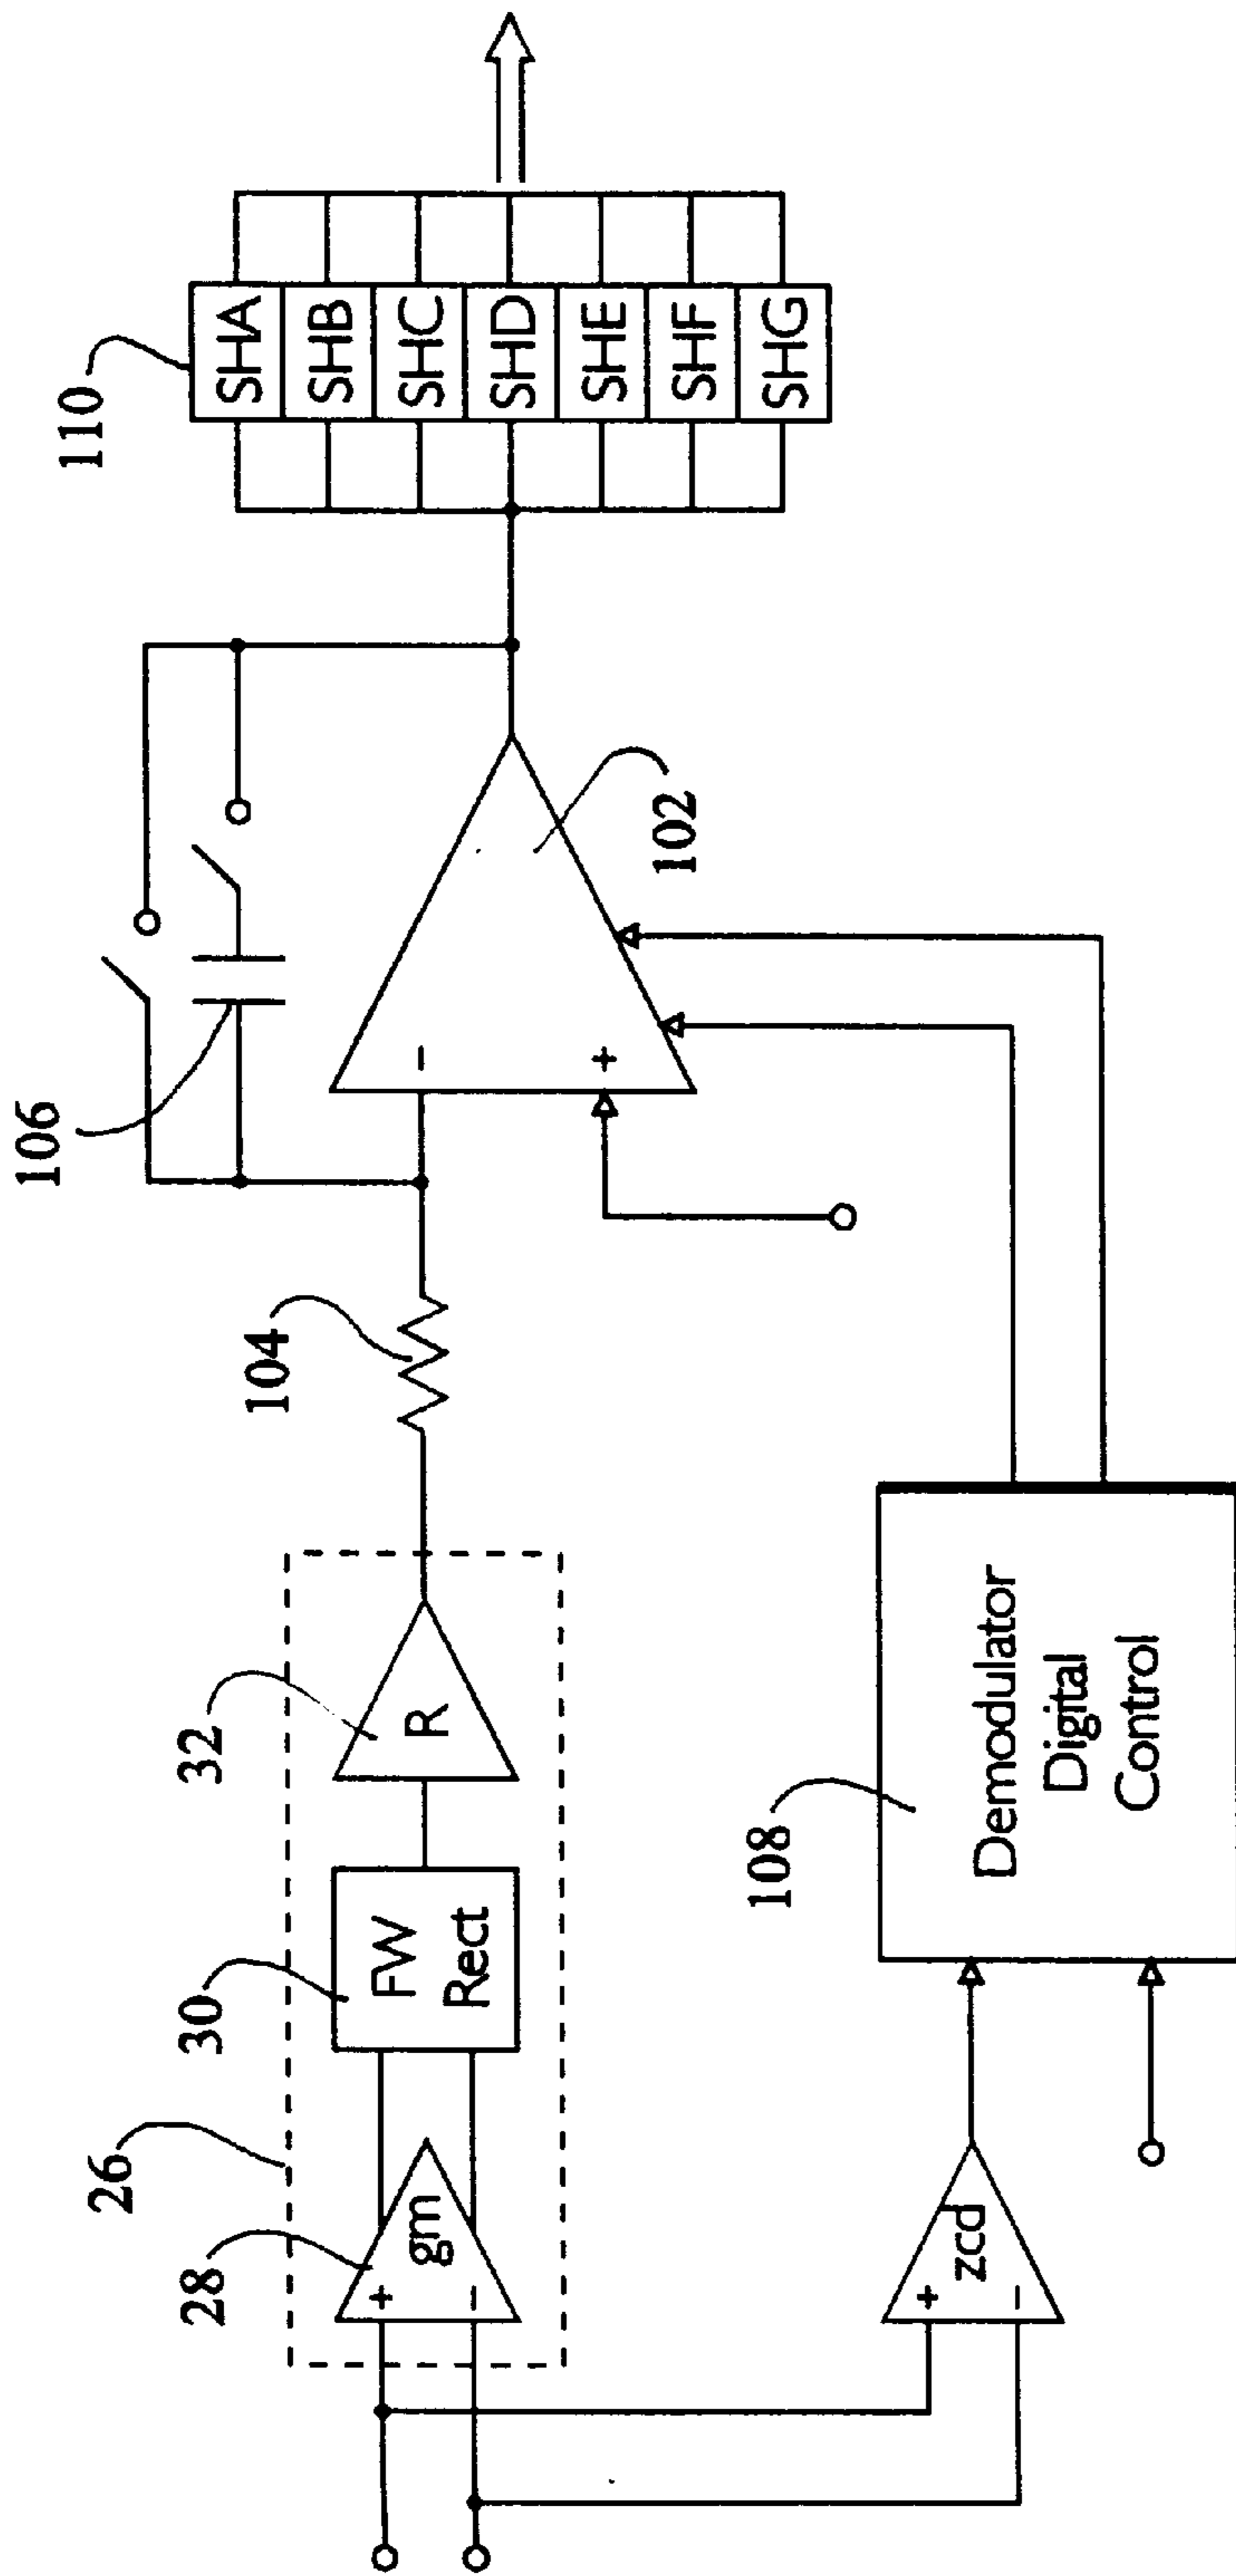 110
SHA
SHB
SHC
SHD
SHE
SHF
SHG
106
102
-
+
104
26
28
+
-
gm
30
FW
Rect
32
R
+
-
zcd
108
Demodulator
Digital
Control